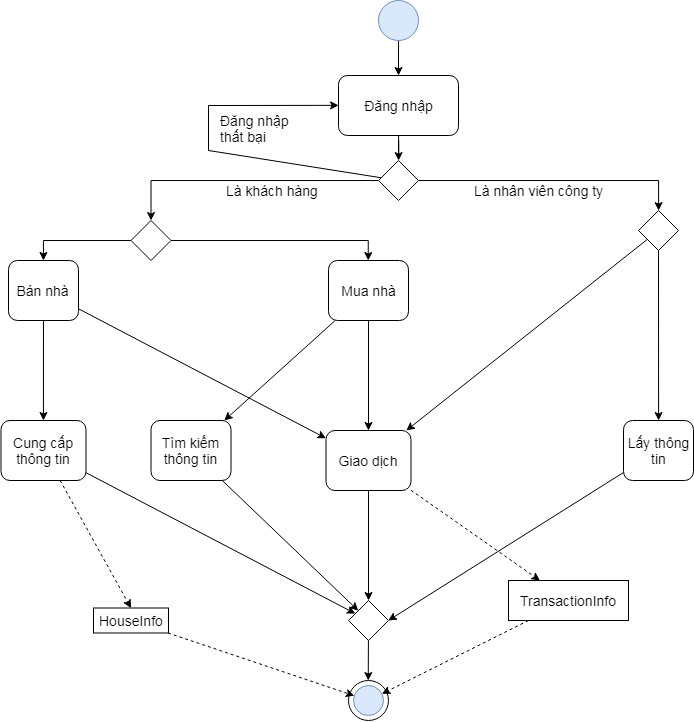 Đăng nhập
Đăng nhập
thất bại
Là khách hàng
Là nhân viên công ty
Bán nhà
Mua nhà
Cung cấp
thông tin
Tìm kiếm
thông tin
Giao dịch
Lấy thông
tin
HouseInfo
TransactionInfo